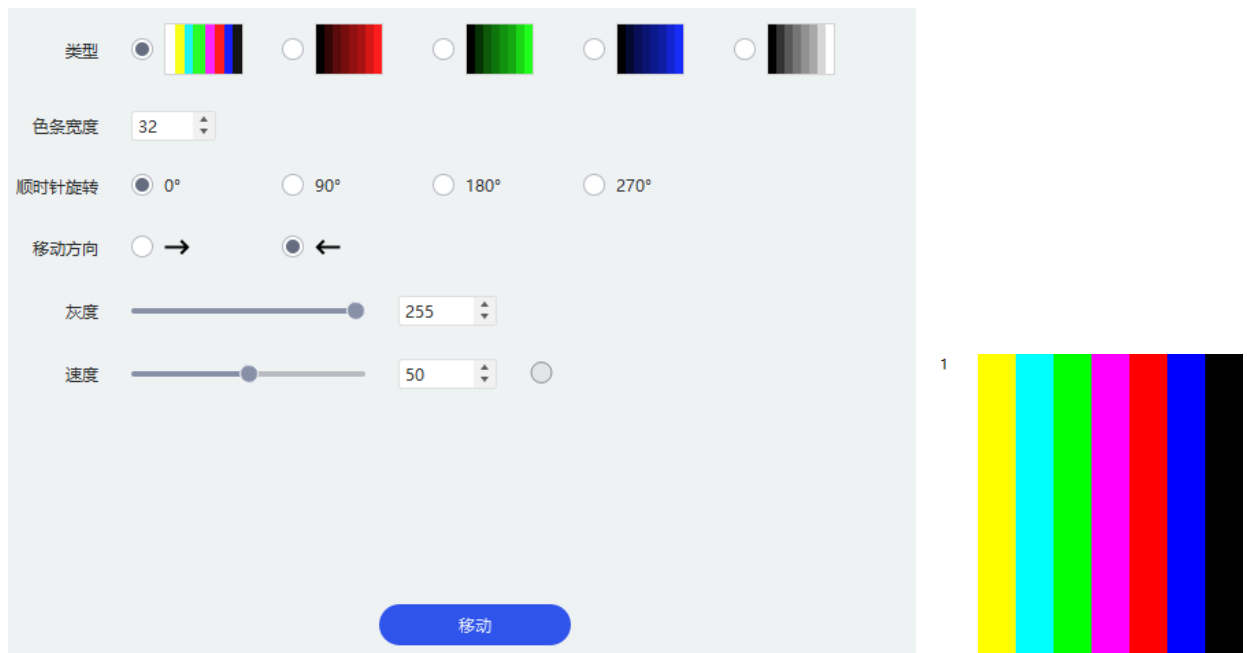 类型
色条宽度 32
顺时针旋转 0° 90° 180° 270°
移动方向 → ←
灰度 255
速度 50
移动
1